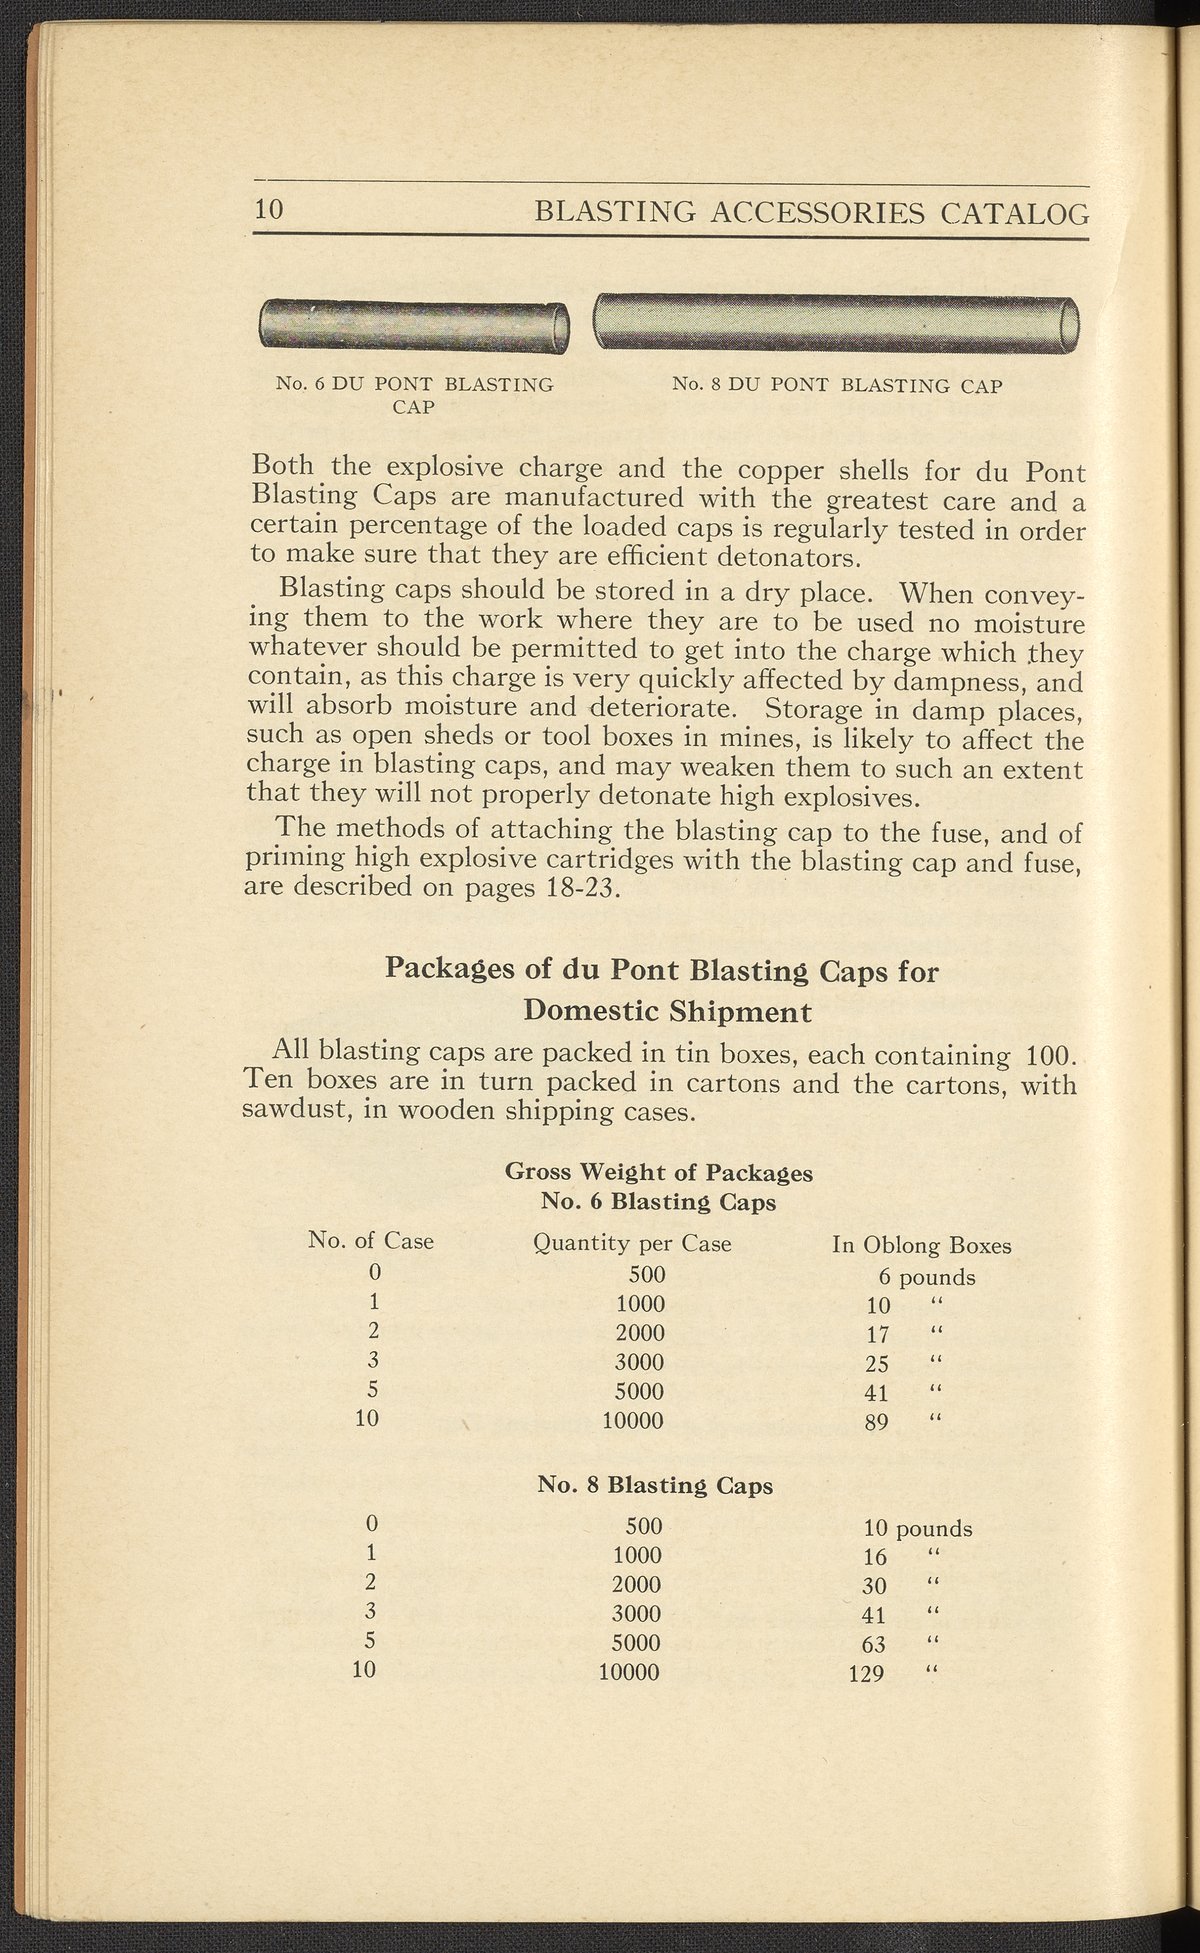 10 BLASTING ACCESSORIES CATALOG
No. 6 DU PONT BLASTING
CAP
No. 8 DU PONT BLASTING CAP
Both the explosive charge and the copper shells for du Pont
Blasting Caps are manufactured with the greatest care and a
certain percentage of the loaded caps is regularly tested in order
to make sure that they are efficient detonators.
Blasting caps should be stored in a dry place. When convey-
ing them to the work where they are to be used no moisture
whatever should be permitted to get into the charge which they
contain, as this charge is very quickly affected by dampness, and
will absorb moisture and deteriorate. Storage in damp places,
such as open sheds or tool boxes in mines, is likely to affect the
charge in blasting caps, and may weaken them to such an extent
that they will not properly detonate high explosives.
The methods of attaching the blasting cap to the fuse, and of
priming high explosive cartridges with the blasting cap and fuse,
are described on pages 18-23.
Packages of du Pont Blasting Caps for
Domestic Shipment
All blasting caps are packed in tin boxes, each containing 100.
Ten boxes are in turn packed in cartons and the cartons, with
sawdust, in wooden shipping cases.
Gross Weight of Packages
No. 6 Blasting Caps
No. of Case Quantity per Case In Oblong Boxes
0 500 6 pounds
1 1000 10 “
2 2000 17 “
3 3000 25 “
5 5000 41 “
10 10000 89 “
No. 8 Blasting Caps
0 500 10 pounds
1 1000 16 “
2 2000 30 “
3 3000 41 “
5 5000 63 “
10 10000 129 “